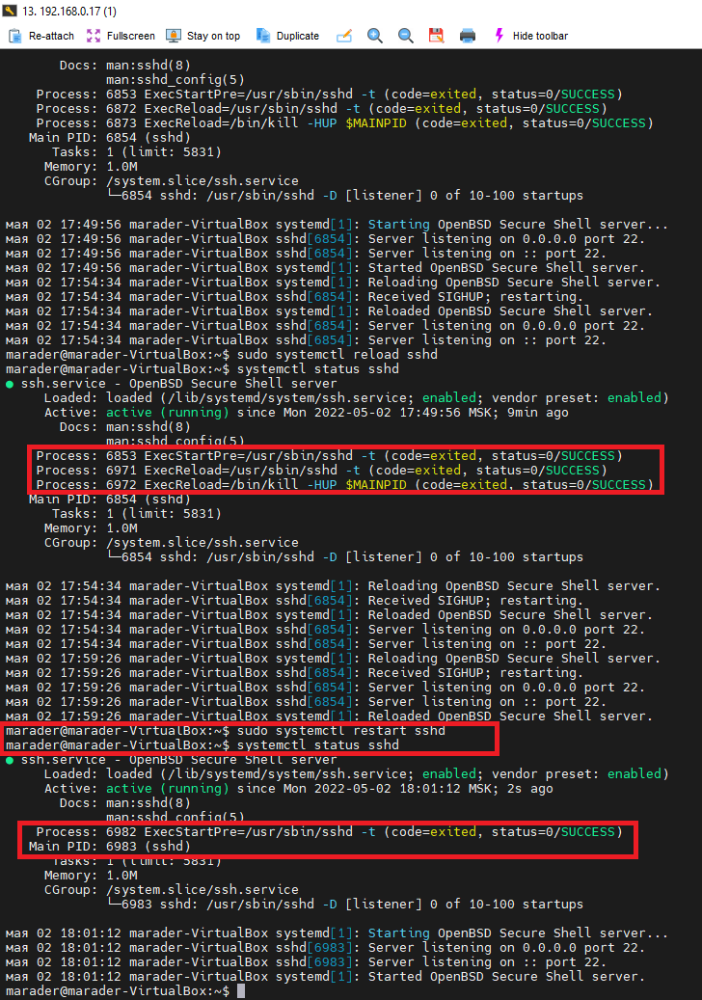 13. 192.168.0.17 (1)
Re-attach Fullscreen Stay on top Duplicate Hide toolbar
Docs: man:sshd(8)
man:sshd_config(5)
Process: 6853 ExecStartPre=/usr/sbin/sshd -t (code=exited, status=0/SUCCESS)
Process: 6872 ExecReload=/usr/sbin/sshd -t (code=exited, status=0/SUCCESS)
Process: 6873 ExecReload=/bin/kill -HUP $MAINPID (code=exited, status=0/SUCCESS)
Main PID: 6854 (sshd)
Tasks: 1 (limit: 5831)
Memory: 1.0M
CGroup: /system.slice/ssh.service
└─6854 sshd: /usr/sbin/sshd -D [listener] 0 of 10-100 startups
мая 02 17:49:56 marader-VirtualBox systemd[1]: Starting OpenBSD Secure Shell server...
мая 02 17:49:56 marader-VirtualBox sshd[6854]: Server listening on 0.0.0.0 port 22.
мая 02 17:49:56 marader-VirtualBox sshd[6854]: Server listening on :: port 22.
мая 02 17:49:56 marader-VirtualBox systemd[1]: Started OpenBSD Secure Shell server.
мая 02 17:54:34 marader-VirtualBox systemd[1]: Reloading OpenBSD Secure Shell server.
мая 02 17:54:34 marader-VirtualBox sshd[6854]: Received SIGHUP; restarting.
мая 02 17:54:34 marader-VirtualBox systemd[1]: Reloaded OpenBSD Secure Shell server.
мая 02 17:54:34 marader-VirtualBox sshd[6854]: Server listening on 0.0.0.0 port 22.
мая 02 17:54:34 marader-VirtualBox sshd[6854]: Server listening on :: port 22.
marader@marader-VirtualBox:~$ sudo systemctl reload sshd
marader@marader-VirtualBox:~$ systemctl status sshd
● ssh.service - OpenBSD Secure Shell server
Loaded: loaded (/lib/systemd/system/ssh.service; enabled; vendor preset: enabled)
Active: active (running) since Mon 2022-05-02 17:49:56 MSK; 9min ago
Docs: man:sshd(8)
man:sshd_config(5)
Process: 6853 ExecStartPre=/usr/sbin/sshd -t (code=exited, status=0/SUCCESS)
Process: 6971 ExecReload=/usr/sbin/sshd -t (code=exited, status=0/SUCCESS)
Process: 6972 ExecReload=/bin/kill -HUP $MAINPID (code=exited, status=0/SUCCESS)
Main PID: 6854 (sshd)
Tasks: 1 (limit: 5831)
Memory: 1.0M
CGroup: /system.slice/ssh.service
└─6854 sshd: /usr/sbin/sshd -D [listener] 0 of 10-100 startups
мая 02 17:54:34 marader-VirtualBox systemd[1]: Reloading OpenBSD Secure Shell server.
мая 02 17:54:34 marader-VirtualBox sshd[6854]: Received SIGHUP; restarting.
мая 02 17:54:34 marader-VirtualBox systemd[1]: Reloaded OpenBSD Secure Shell server.
мая 02 17:54:34 marader-VirtualBox sshd[6854]: Server listening on 0.0.0.0 port 22.
мая 02 17:54:34 marader-VirtualBox sshd[6854]: Server listening on :: port 22.
мая 02 17:59:26 marader-VirtualBox systemd[1]: Reloading OpenBSD Secure Shell server.
мая 02 17:59:26 marader-VirtualBox sshd[6854]: Received SIGHUP; restarting.
мая 02 17:59:26 marader-VirtualBox sshd[6854]: Server listening on 0.0.0.0 port 22.
мая 02 17:59:26 marader-VirtualBox sshd[6854]: Server listening on :: port 22.
мая 02 17:59:26 marader-VirtualBox systemd[1]: Reloaded OpenBSD Secure Shell server.
marader@marader-VirtualBox:~$ sudo systemctl restart sshd
marader@marader-VirtualBox:~$ systemctl status sshd
● ssh.service - OpenBSD Secure Shell server
Loaded: loaded (/lib/systemd/system/ssh.service; enabled; vendor preset: enabled)
Active: active (running) since Mon 2022-05-02 18:01:12 MSK; 2s ago
Docs: man:sshd(8)
man:sshd_config(5)
Process: 6982 ExecStartPre=/usr/sbin/sshd -t (code=exited, status=0/SUCCESS)
Main PID: 6983 (sshd)
Tasks: 1 (limit: 5831)
Memory: 1.0M
CGroup: /system.slice/ssh.service
└─6983 sshd: /usr/sbin/sshd -D [listener] 0 of 10-100 startups
мая 02 18:01:12 marader-VirtualBox systemd[1]: Starting OpenBSD Secure Shell server...
мая 02 18:01:12 marader-VirtualBox sshd[6983]: Server listening on 0.0.0.0 port 22.
мая 02 18:01:12 marader-VirtualBox sshd[6983]: Server listening on :: port 22.
мая 02 18:01:12 marader-VirtualBox systemd[1]: Started OpenBSD Secure Shell server.
marader@marader-VirtualBox:~$